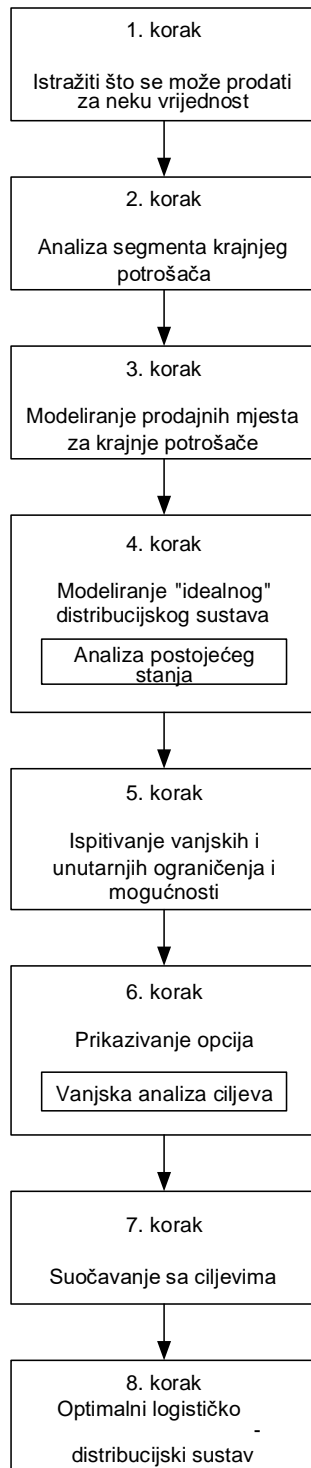 1. korak
Istražiti što se može prodati
za neku vrijednost
2. korak
Analiza segmenta krajnjeg
potrošača
3. korak
Modeliranje prodajnih mjesta
za krajnje potrošače
4. korak
Modeliranje "idealnog"
distribucijskog sustava
Analiza postojećeg
stanja
5. korak
Ispitivanje vanjskih i
unutarnjih ograničenja i
mogućnosti
6. korak
Prikazivanje opcija
Vanjska analiza ciljeva
7. korak
Suočavanje sa ciljevima
8. korak
Optimalni logističko
-
distribucijski sustav